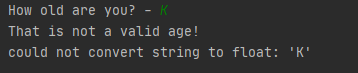 How old are you? - K
That is not a valid age!
could not convert string to float: 'K'